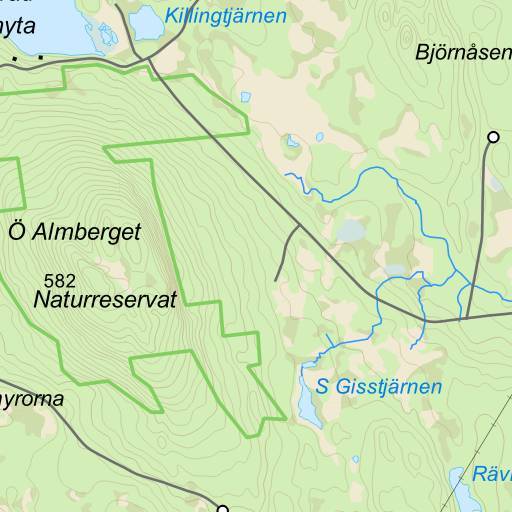 Killingtjärnen
Björnåsen
Ö Almberget
582
Naturreservat
S Gisstjärnen